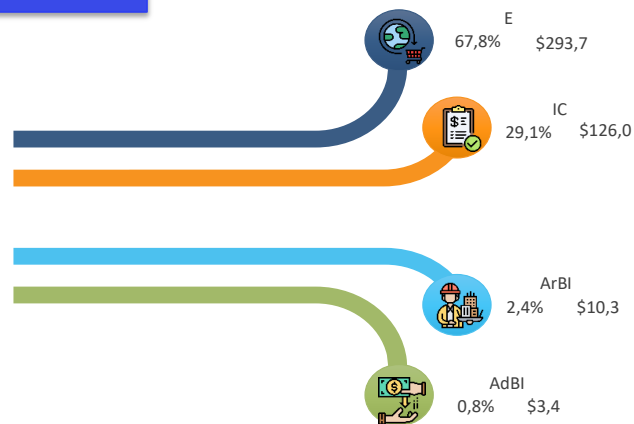 E
67,8% $293,7
IC
29,1% $126,0
ArBI
2,4% $10,3
AdBI
0,8% $3,4